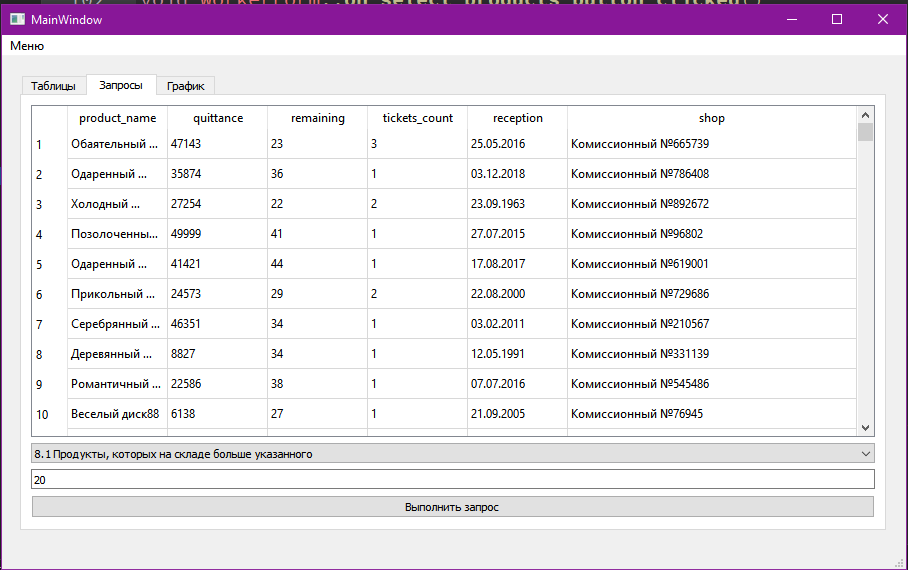 MainWindow
Меню
Таблицы Запросы График
product_name quittance remaining tickets_count reception shop
1 Обаятельный ... 47143 23 3 25.05.2016 Комиссионный №665739
2 Одаренный ... 35874 36 1 03.12.2018 Комиссионный №786408
3 Холодный ... 27254 22 2 23.09.1963 Комиссионный №892672
4 Позолоченны... 49999 41 1 27.07.2015 Комиссионный №96802
5 Одаренный ... 41421 44 1 17.08.2017 Комиссионный №619001
6 Прикольный ... 24573 29 2 22.08.2000 Комиссионный №729686
7 Серебрянный ... 46351 34 1 03.02.2011 Комиссионный №210567
8 Деревянный ... 8827 34 1 12.05.1991 Комиссионный №331139
9 Романтичный ... 22586 38 1 07.07.2016 Комиссионный №545486
10 Веселый диск88 6138 27 1 21.09.2005 Комиссионный №76945
8.1 Продукты, которых на складе больше указанного
20
Выполнить запрос